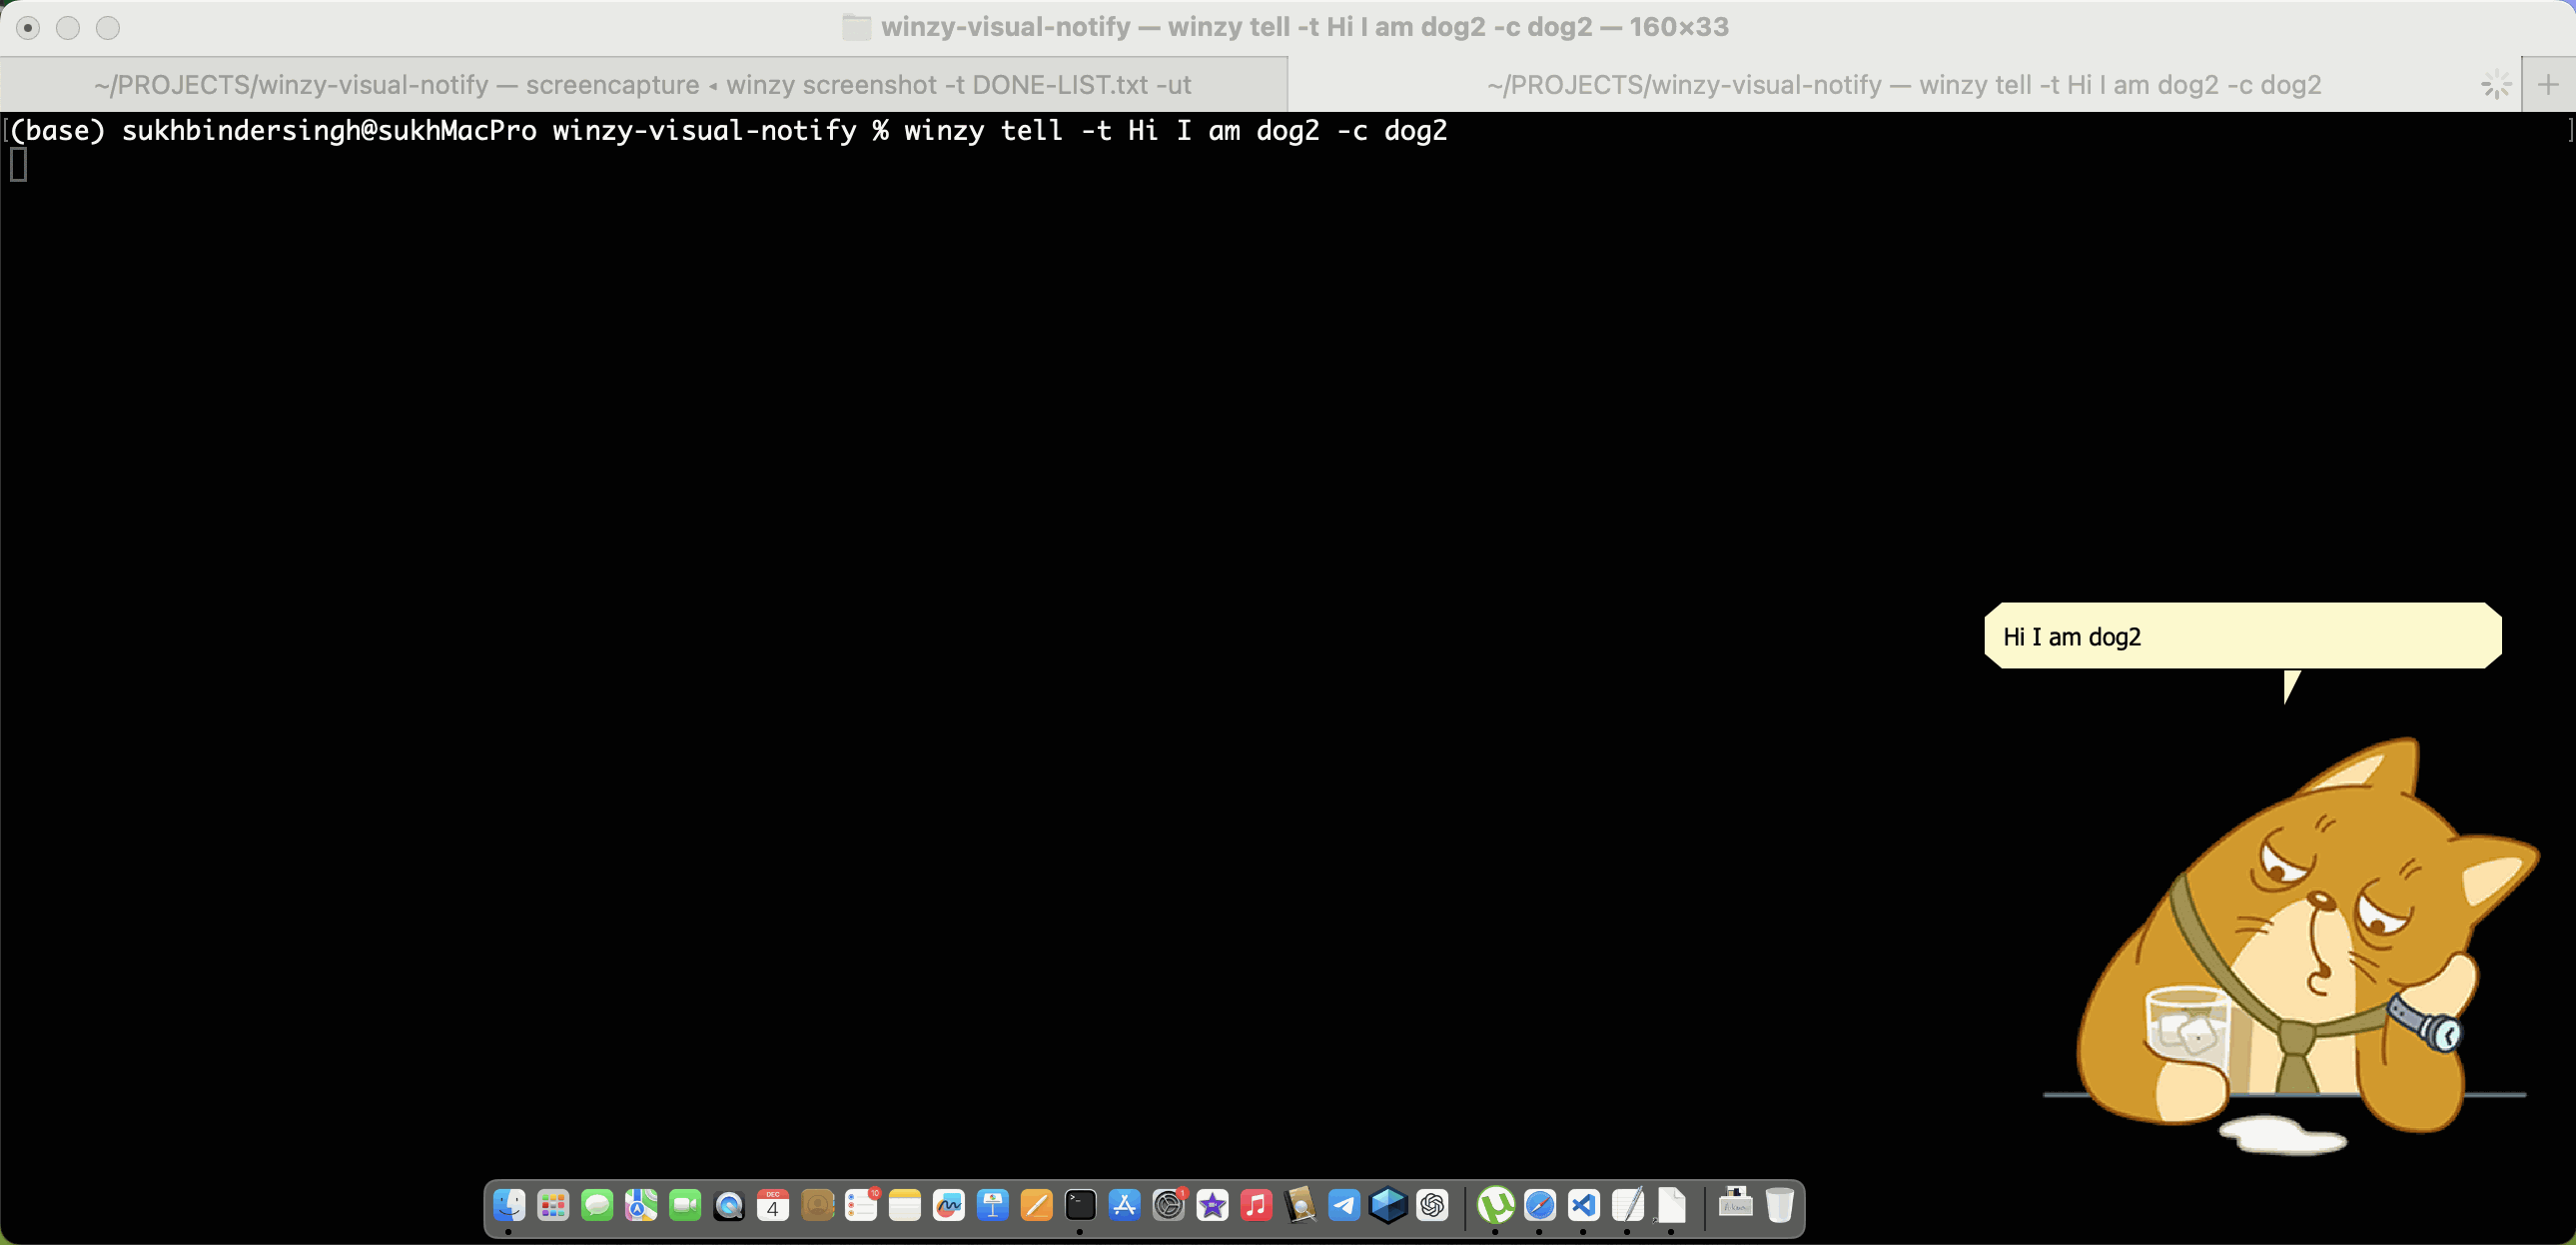 winzy-visual-notify — winzy tell -t Hi I am dog2 -c dog2 — 160×33
~/PROJECTS/winzy-visual-notify — screencapture ◂ winzy screenshot -t DONE-LIST.txt -ut
~/PROJECTS/winzy-visual-notify — winzy tell -t Hi I am dog2 -c dog2
+
[(base) sukhbindersingh@sukhMacPro winzy-visual-notify % winzy tell -t Hi I am dog2 -c dog2 ]
Hi I am dog2
DEC
4
10
>_
1